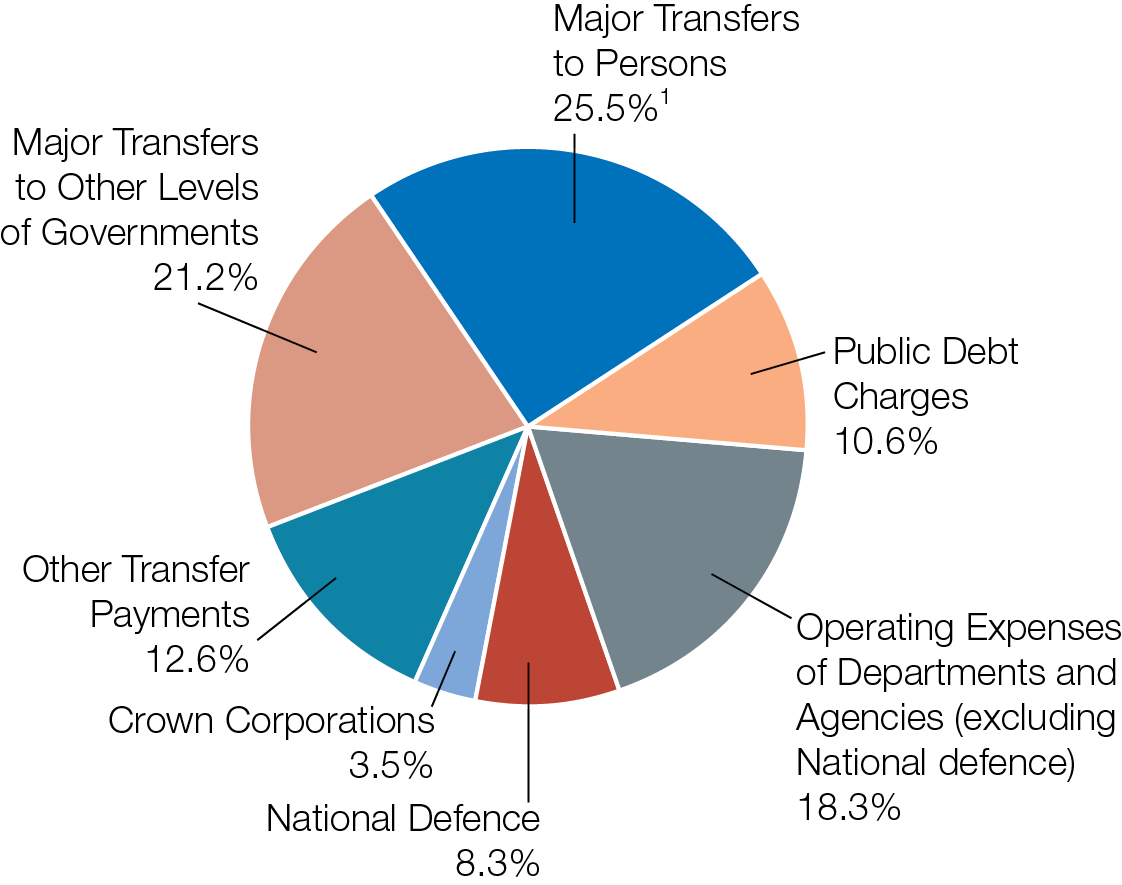 Major Transfers
to Persons
25.5%¹
Major Transfers
to Other Levels
of Governments
21.2%
Public Debt
Charges
10.6%
Other Transfer
Payments
12.6%
Operating Expenses
of Departments and
Agencies (excluding
National defence)
18.3%
Crown Corporations
3.5%
National Defence
8.3%